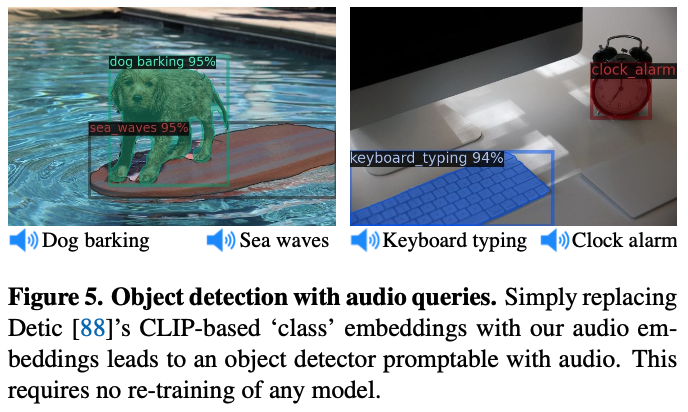 dog barking 95%
sea_waves 95%
clock_alarm
keyboard_typing 94%
Dog barking Sea waves Keyboard typing Clock alarm
Figure 5. Object detection with audio queries. Simply replacing
Detic [88]'s CLIP-based 'class' embeddings with our audio em-
beddings leads to an object detector promptable with audio. This
requires no re-training of any model.